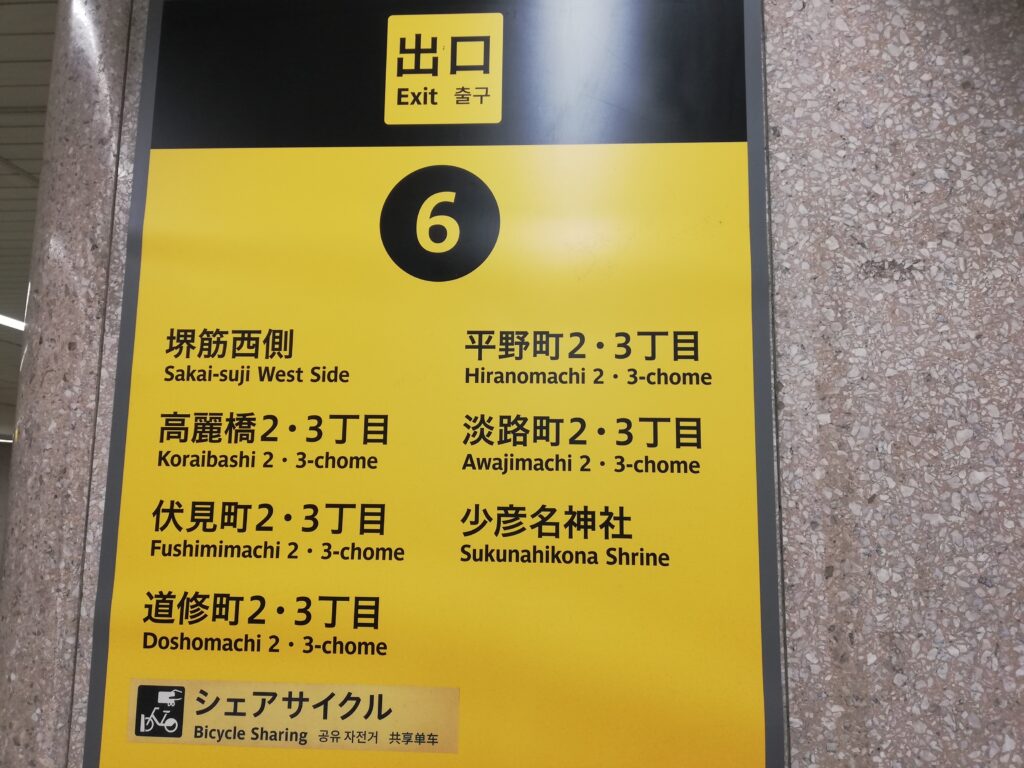 出口
Exit 출구
6
堺筋西側
Sakai-suji West Side
高麗橋2・3丁目
Koraibashi 2・3-chome
伏見町2・3丁目
Fushimimachi 2・3-chome
道修町2・3丁目
Doshomachi 2・3-chome
平野町2・3丁目
Hiranomachi 2・3-chome
淡路町2・3丁目
Awajimachi 2・3-chome
少彦名神社
Sukunahikona Shrine
シェアサイクル
Bicycle Sharing 공유 자전거 共享单车